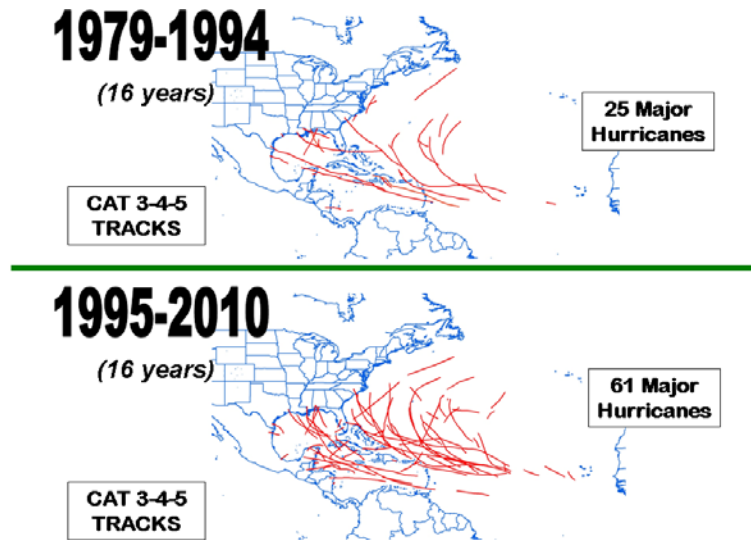 1979-1994
(16 years)
25 Major
Hurricanes
CAT 3-4-5
TRACKS
1995-2010
(16 years)
61 Major
Hurricanes
CAT 3-4-5
TRACKS